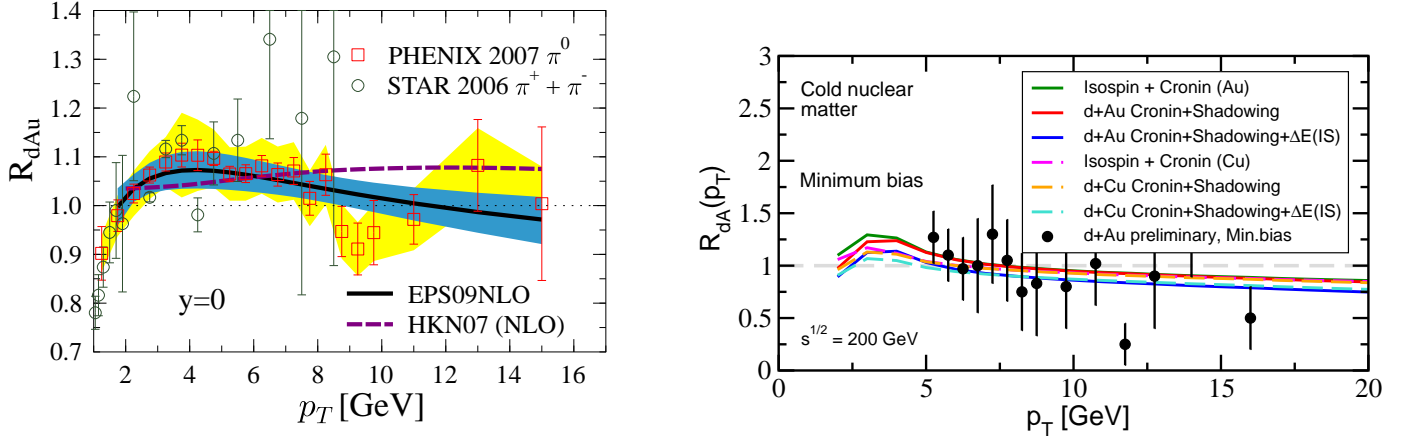 1.4
1.3
1.2
1.1
1.0
0.9
0.8
0.7
R_dAu
PHENIX 2007 π⁰
STAR 2006 π⁺ + π⁻
y=0
EPS09NLO
HKN07 (NLO)
2 4 6 8 10 12 14 16
p_T [GeV]
3
2.5
2
1.5
1
0.5
0
R_dA(p_T)
Cold nuclear
matter
Minimum bias
s^1/2 = 200 GeV
Isospin + Cronin (Au)
d+Au Cronin+Shadowing
d+Au Cronin+Shadowing+ΔE(IS)
Isospin + Cronin (Cu)
d+Cu Cronin+Shadowing
d+Cu Cronin+Shadowing+ΔE(IS)
d+Au preliminary, Min.bias
0 5 10 15 20
p_T [GeV]